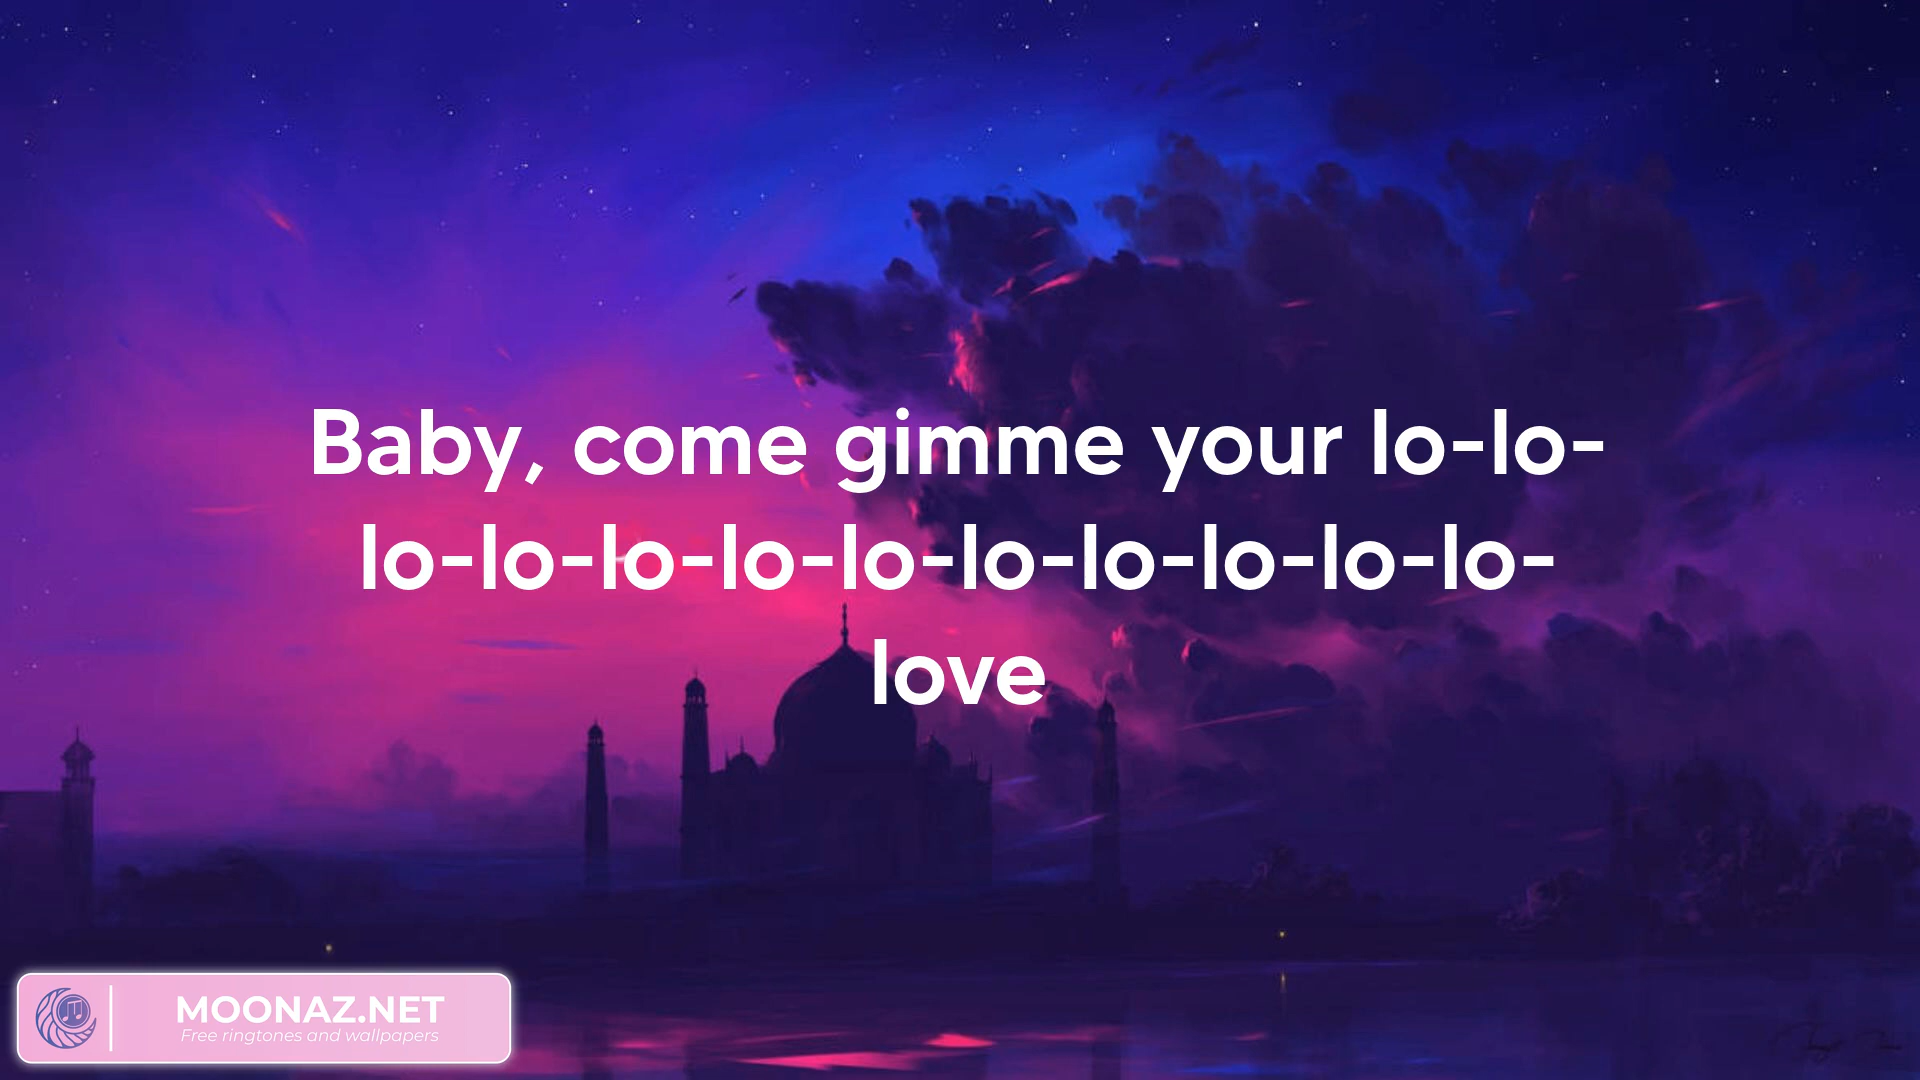 Baby, come gimme your lo-lo-
lo-lo-lo-lo-lo-lo-lo-lo-lo-lo-
love
MOONAZ.NET
Free ringtones and wallpapers